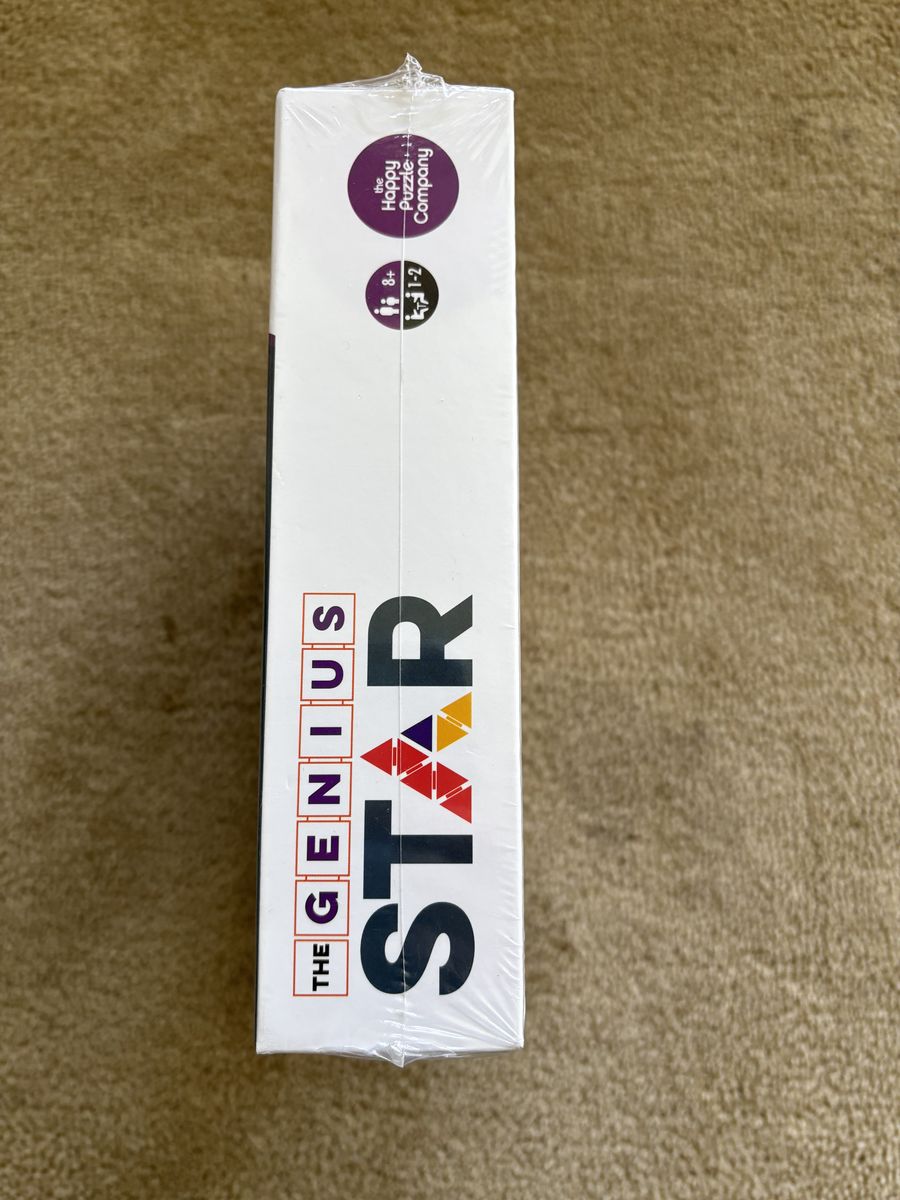 THE GENIUS
STAR
8+
1-2
the
Happy
Puzzle
Company